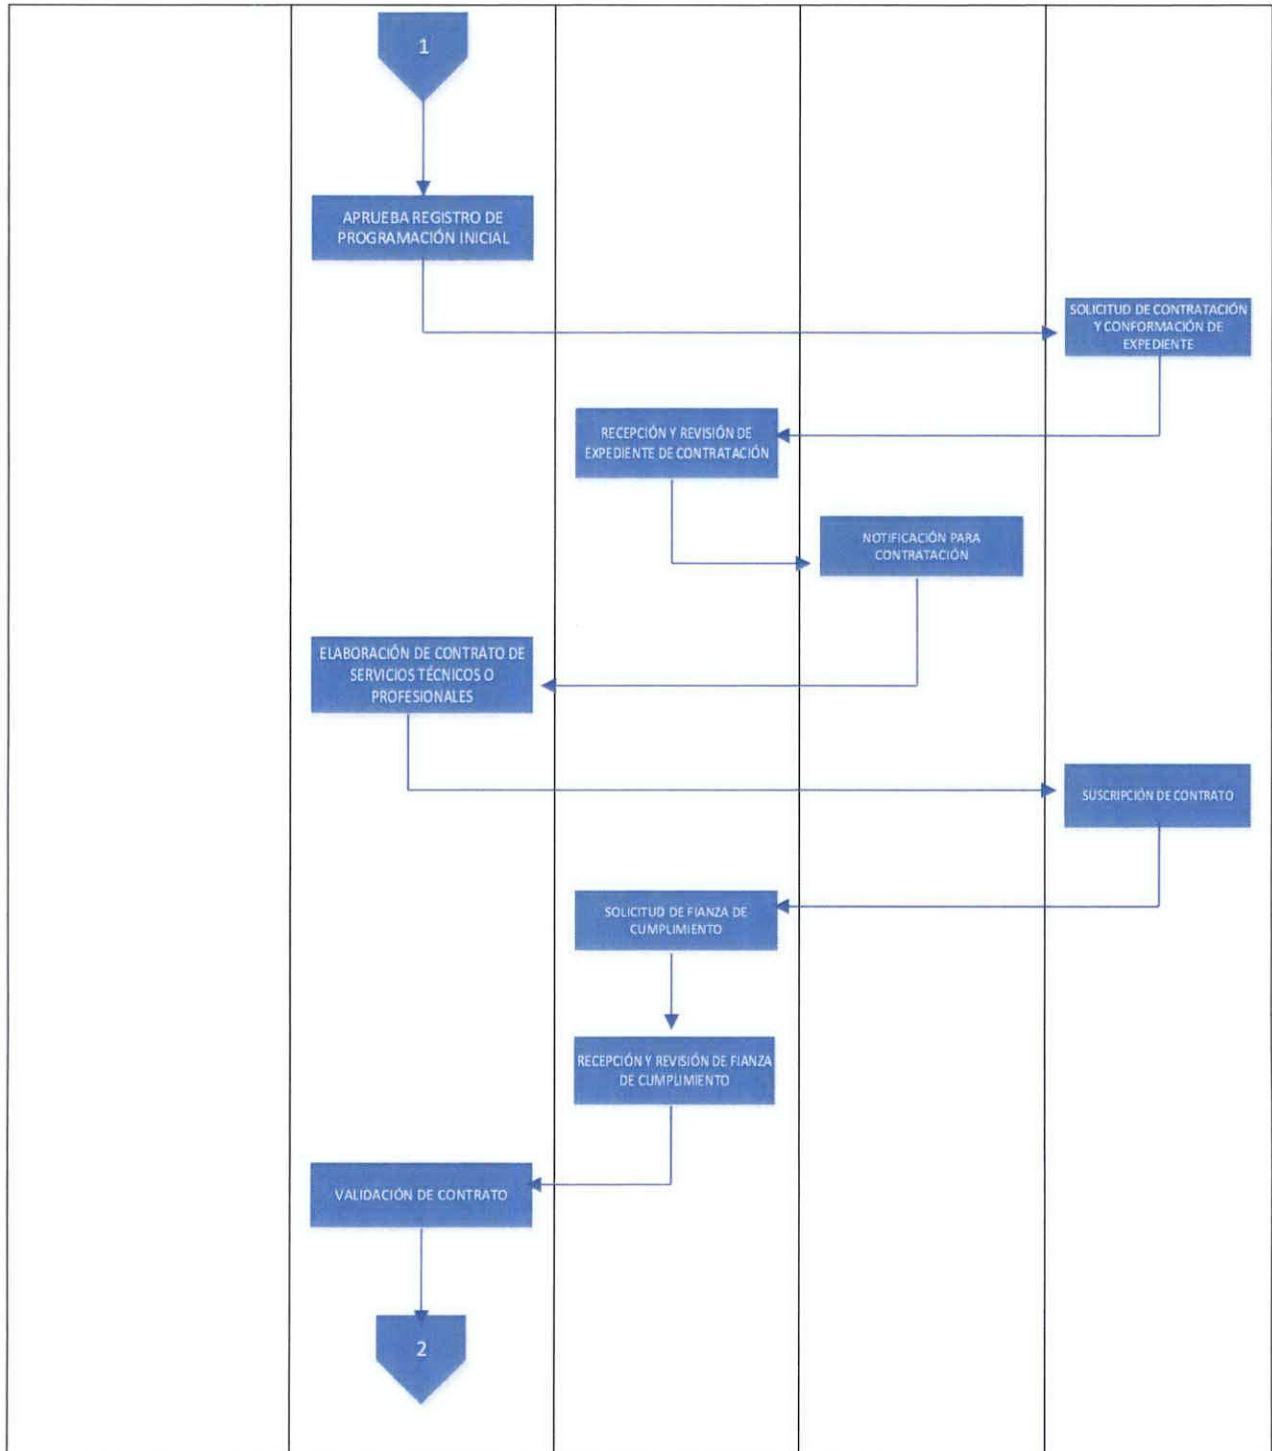 1
APRUEBA REGISTRO DE
PROGRAMACIÓN INICIAL
SOLICITUD DE CONTRATACIÓN
Y CONFORMACIÓN DE
EXPEDIENTE
RECEPCIÓN Y REVISIÓN DE
EXPEDIENTE DE CONTRATACIÓN
NOTIFICACIÓN PARA
CONTRATACIÓN
ELABORACIÓN DE CONTRATO DE
SERVICIOS TÉCNICOS O
PROFESIONALES
SUSCRIPCIÓN DE CONTRATO
SOLICITUD DE FIANZA DE
CUMPLIMIENTO
RECEPCIÓN Y REVISIÓN DE FIANZA
DE CUMPLIMIENTO
VALIDACIÓN DE CONTRATO
2